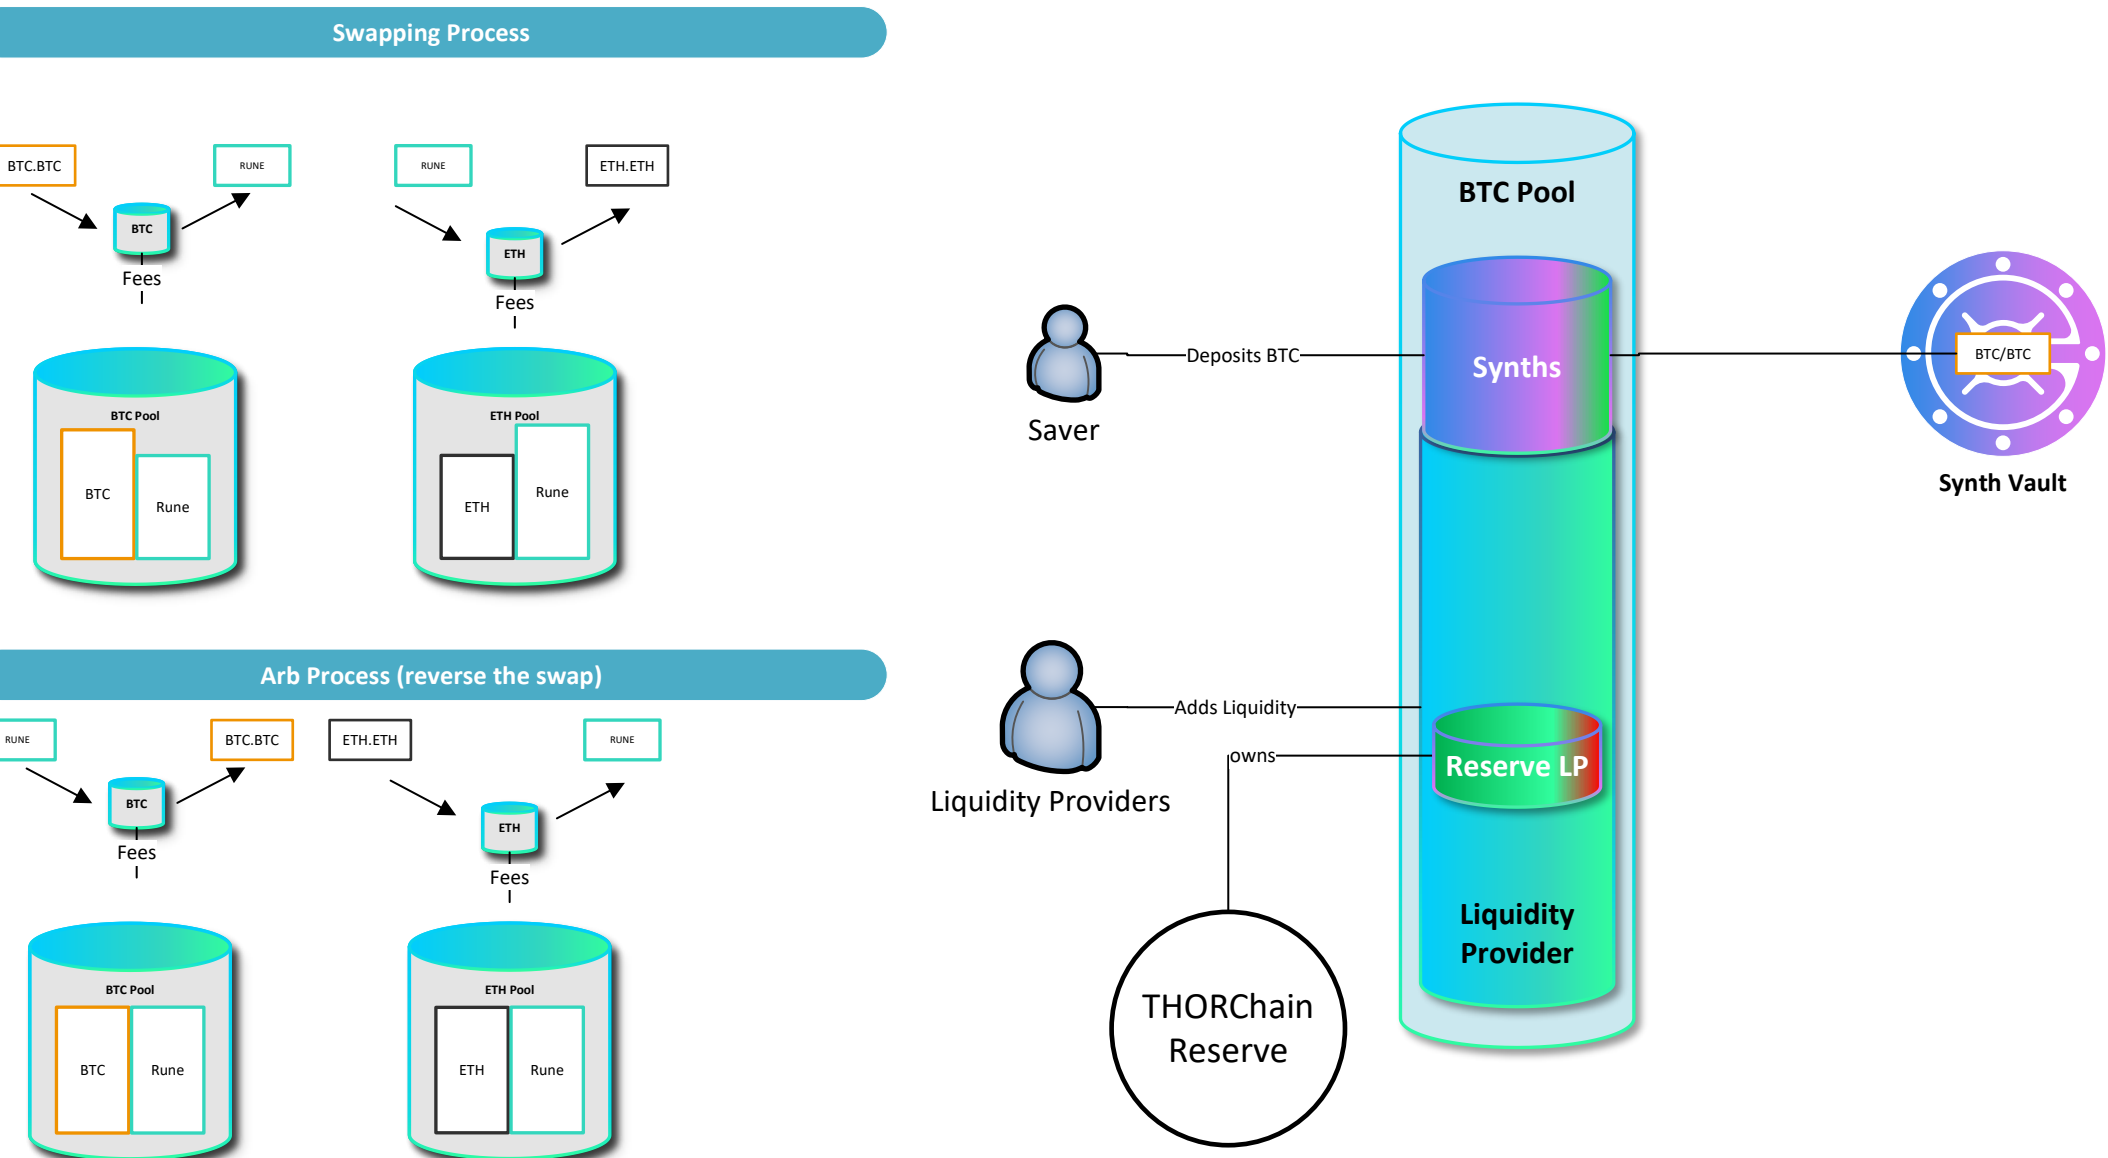 Swapping Process
BTC.BTC
RUNE
RUNE
ETH.ETH
BTC
Fees
ETH
Fees
BTC Pool
BTC
Rune
ETH Pool
ETH
Rune
Arb Process (reverse the swap)
RUNE
BTC.BTC
ETH.ETH
RUNE
BTC
Fees
ETH
Fees
BTC Pool
BTC
Rune
ETH Pool
ETH
Rune
BTC Pool
Saver
Deposits BTC
Synths
BTC/BTC
Synth Vault
Liquidity Providers
Adds Liquidity
owns
Reserve LP
Liquidity
Provider
THORChain
Reserve